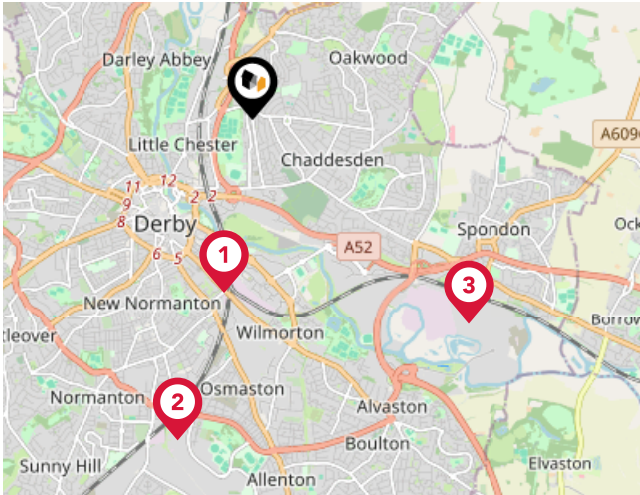 Darley Abbey
Oakwood
A609
Little Chester
Chaddesden
11
12
9
2
2
8
Derby
Spondon
Ock
6
5
1
A52
3
New Normanton
Wilmorton
Borrow
tleover
Osmaston
Normanton
2
Alvaston
Boulton
Sunny Hill
Elvaston
Allenton